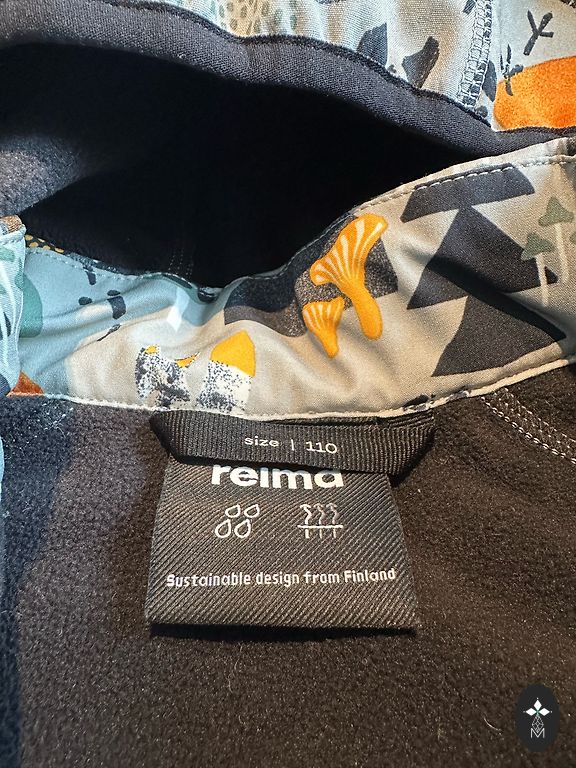 size | 110
reima
Sustainable design from Finland
M